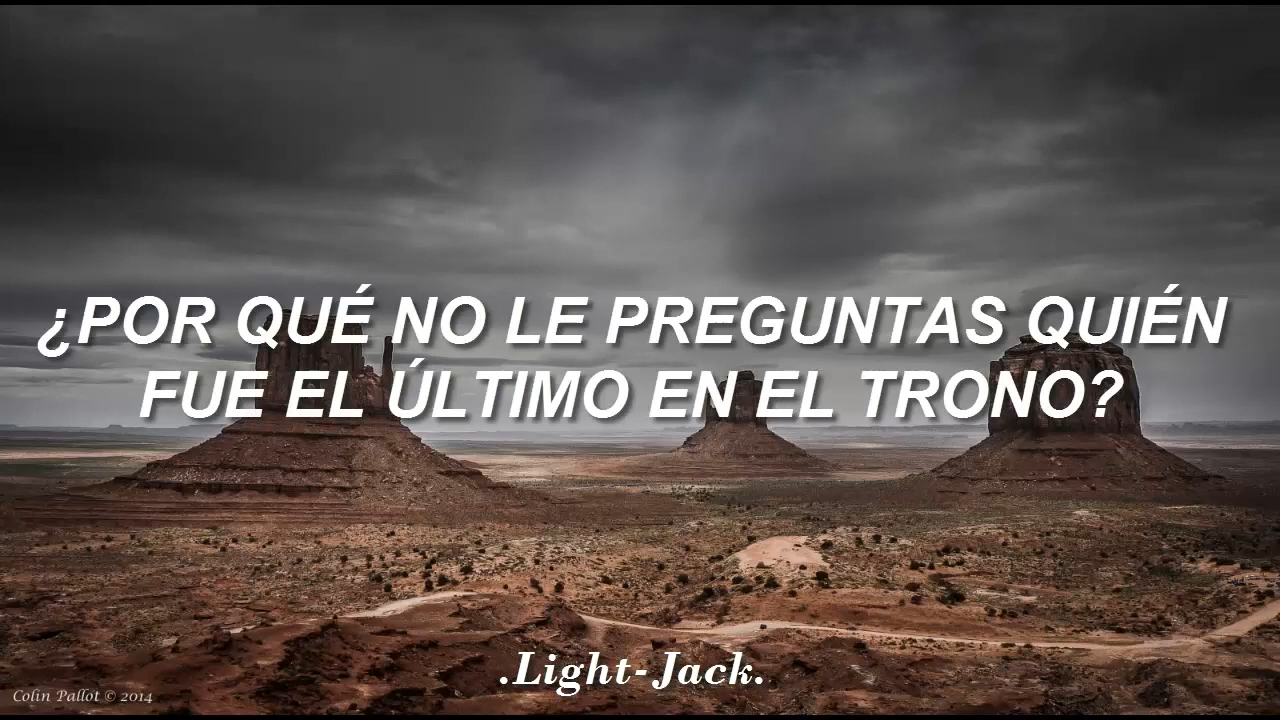 ¿POR QUÉ NO LE PREGUNTAS QUIÉN
FUE EL ÚLTIMO EN EL TRONO?
.Light-Jack.
Colin Pallot © 2014